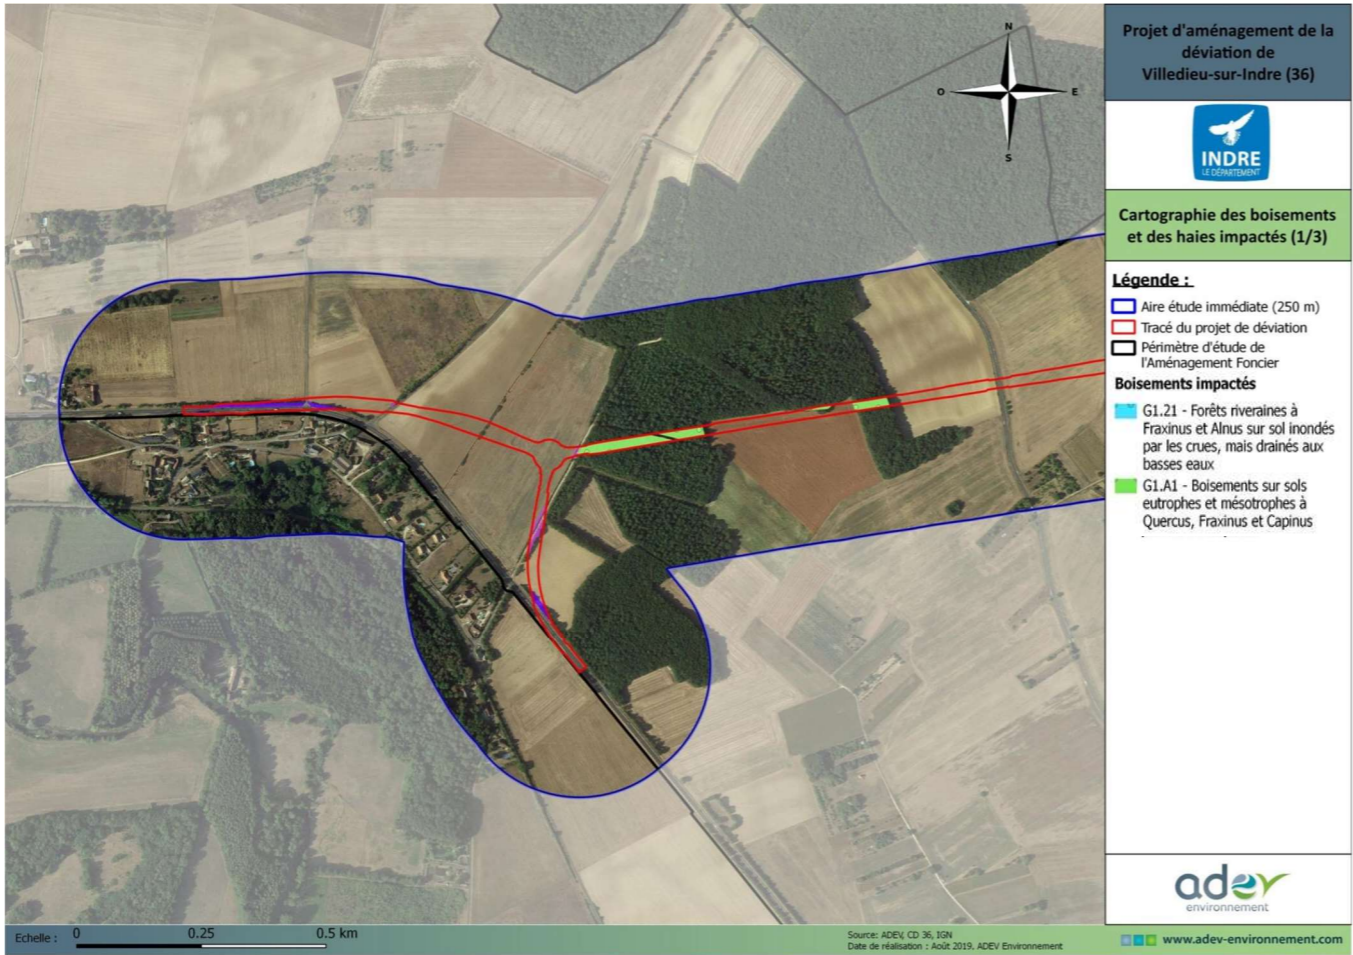 Projet d'aménagement de la
déviation de
Villedieu-sur-Indre (36)
N
O
E
S
INDRE
LE DÉPARTEMENT
Cartographie des boisements
et des haies impactés (1/3)
Légende :
Aire étude immédiate (250 m)
Tracé du projet de déviation
Périmètre d'étude de
l'Aménagement Foncier
Boisements impactés
G1.21 - Forêts riveraines à
Fraxinus et Alnus sur sol inondés
par les crues, mais drainés aux
basses eaux
G1.A1 - Boisements sur sols
eutrophes et mésotrophes à
Quercus, Fraxinus et Capinus
adev
environnement
Echelle :
0 0.25 0.5 km
Source: ADEV, CD 36, IGN
Date de réalisation : Août 2019, ADEV Environnement
www.adev-environnement.com